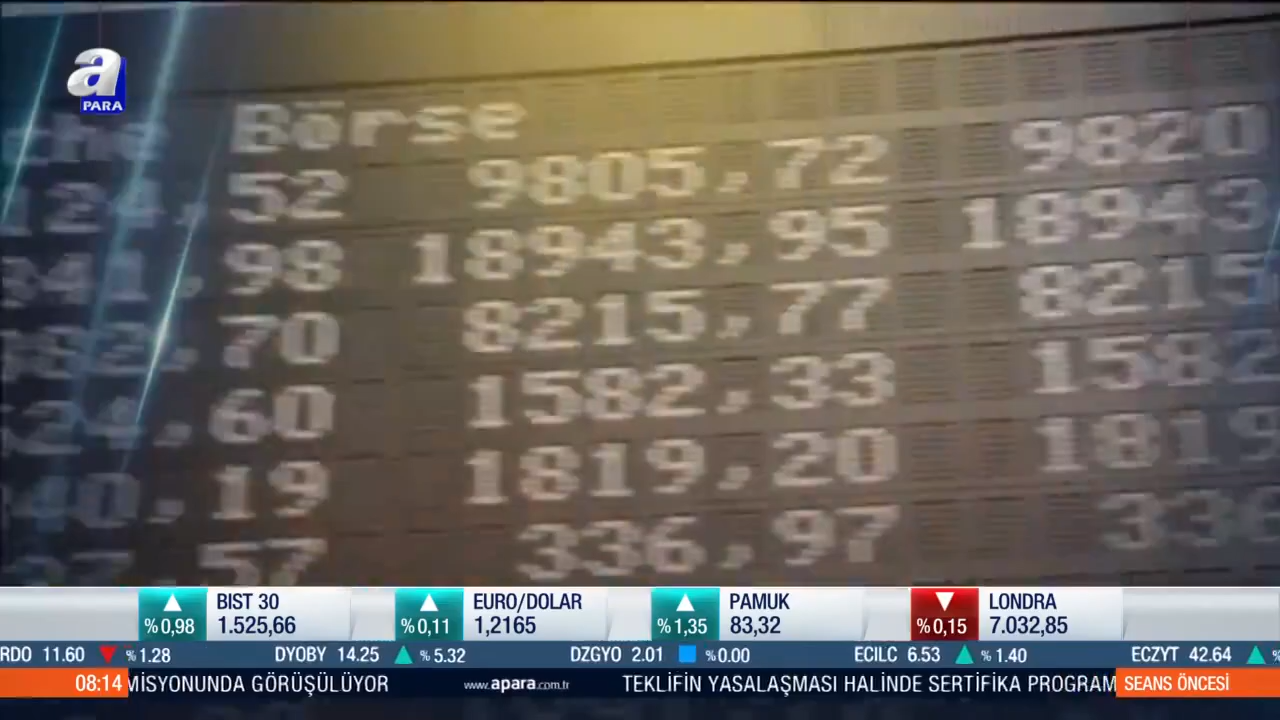 a
PARA
Börse
52 9805,72 9820
98 18943,95 18943
70 8215,77 8215
60 1582,33 1582
19 1819,20 1819
57 336,97 336
%0,98 BIST 30 1.525,66
%0,11 EURO/DOLAR 1,2165
%1,35 PAMUK 83,32
%0,15 LONDRA 7.032,85
RDO 11.60 %1.28 DYOBY 14.25 %5.32 DZGYO 2.01 %0.00 ECILC 6.53 %1.40 ECZYT 42.64 %
08:14 MİSYONUNDA GÖRÜŞÜLÜYOR www.apara.com.tr TEKLİFİN YASALAŞMASI HALİNDE SERTİFİKA PROGRAM SEANS ÖNCESİ